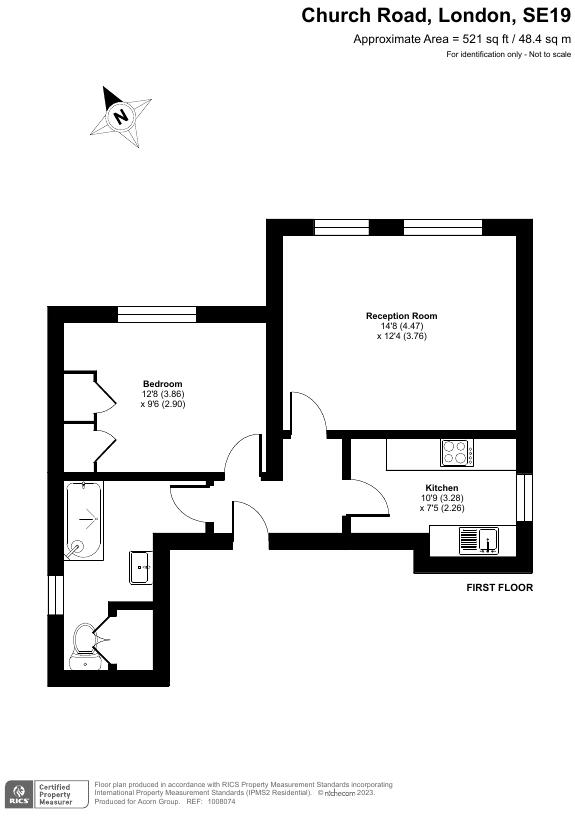 Church Road, London, SE19
Approximate Area = 521 sq ft / 48.4 sq m
For identification only - Not to scale
N
Reception Room
14'8 (4.47)
x 12'4 (3.76)
Bedroom
12'8 (3.86)
x 9'6 (2.90)
Kitchen
10'9 (3.28)
x 7'5 (2.26)
FIRST FLOOR
RICS
Certified
Property
Measurer
Floor plan produced in accordance with RICS Property Measurement Standards incorporating
International Property Measurement Standards (IPMS2 Residential). © nichecom 2023.
Produced for Acorn Group. REF: 1008074